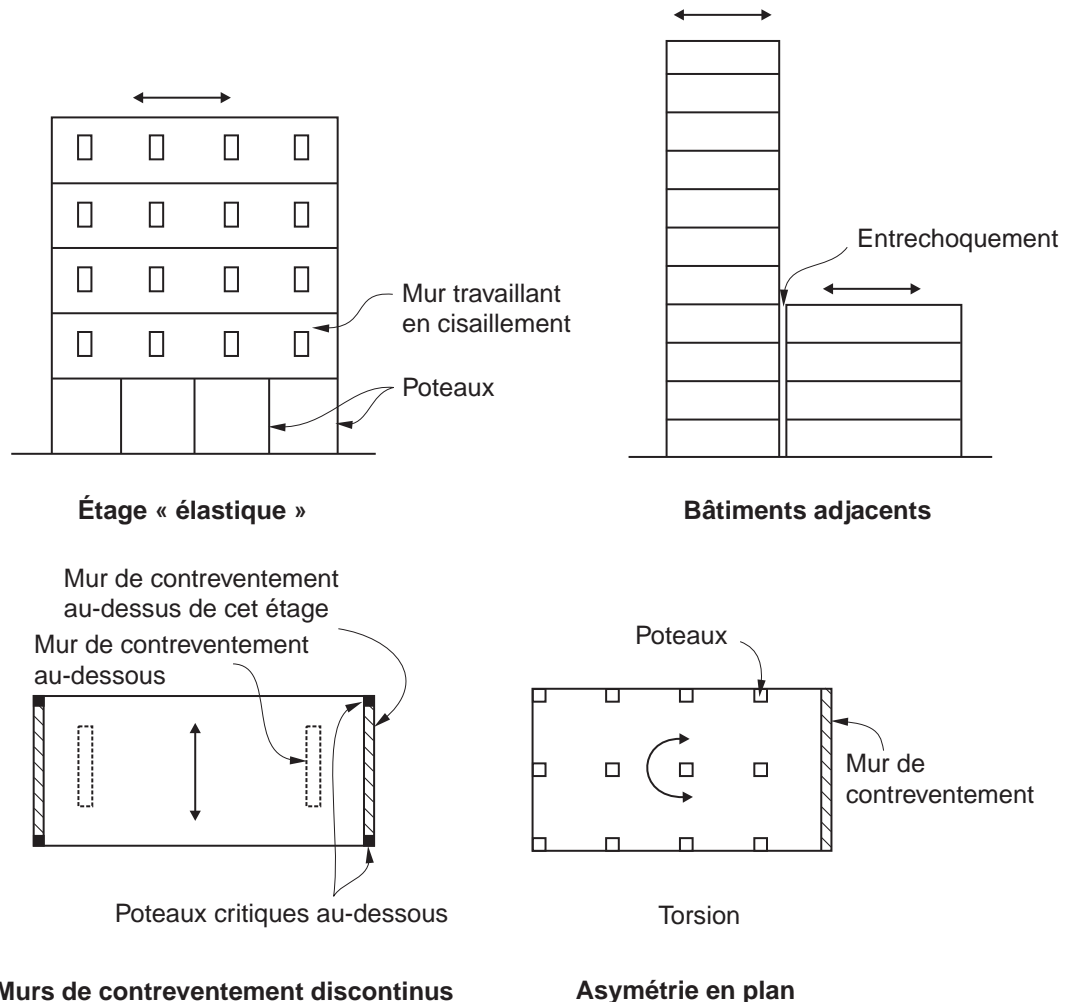 Entrechoquement
Mur travaillant
en cisaillement
Poteaux
Étage « élastique »
Bâtiments adjacents
Mur de contreventement
au-dessus de cet étage
Mur de contreventement
au-dessous
Poteaux critiques au-dessous
Poteaux
Mur de
contreventement
Torsion
Murs de contreventement discontinus
Asymétrie en plan